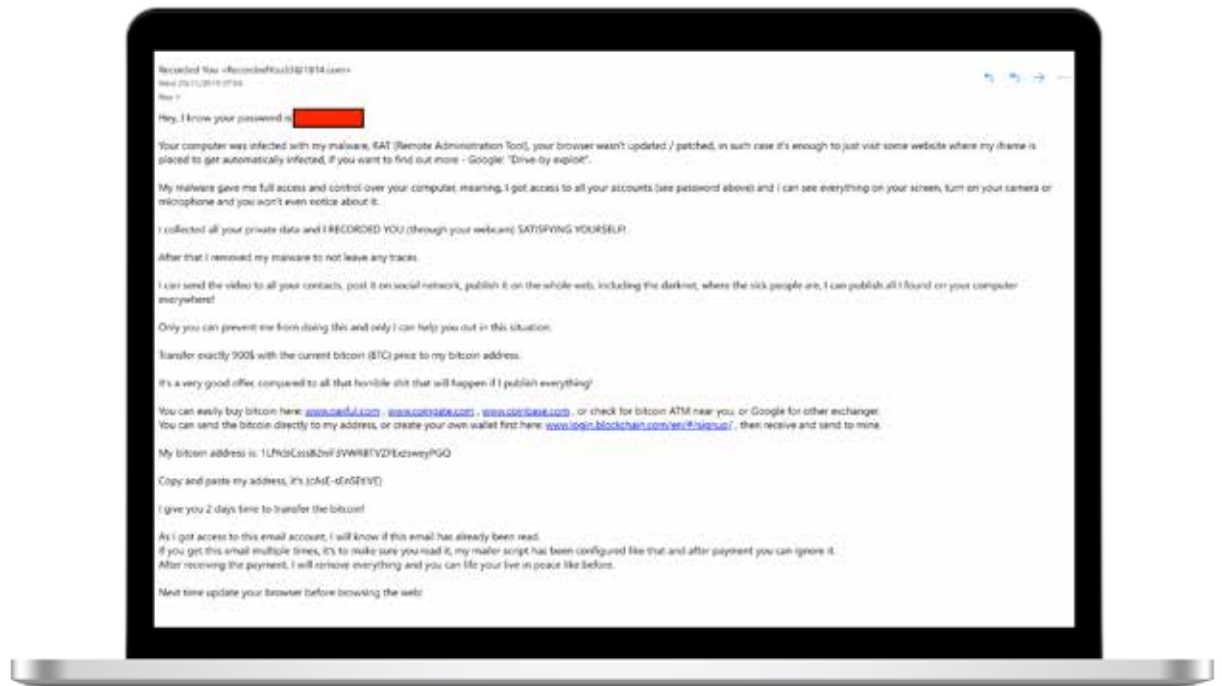 Recorded You
Hey, I know your password is
Your computer was infected with my malware, RAT (Remote Administration Tool), your browser wasn't updated / patched, in such case it's enough to just visit some website where my iframe is
placed to get automatically infected, if you want to find out more - Google: "Drive-by exploit".
My malware gave me full access and control over your computer, meaning, I got access to all your accounts (see password above) and I can see everything on your screen, turn on your camera or
microphone and you won't even notice about it.
I collected all your private data and I RECORDED YOU (through your webcam) SATISFYING YOURSELF!
After that I removed my malware to not leave any traces.
I can send the video to all your contacts, post it on social network, publish it on the whole web, including the darknet, where the sick people are, I can publish all I found on your computer
everywhere!
Only you can prevent me from doing this and only I can help you out in this situation.
Transfer exactly 900$ with the current bitcoin (BTC) price to my bitcoin address.
It's a very good offer, compared to all that horrible shit that will happen if I publish everything!
You can easily buy bitcoin here: www.paxful.com , www.coingate.com , www.coinbase.com , or check for bitcoin ATM near you, or Google for other exchanger.
You can send the bitcoin directly to my address, or create your own wallet first here: www.login.blockchain.com/en/#/signup/ , then receive and send to mine.
My bitcoin address is:
Copy and paste my address, it's (cAsE-sEnSEtiVE)
I give you 2 days time to transfer the bitcoin!
As I got access to this email account, I will know if this email has already been read.
If you get this email multiple times, it's to make sure you read it, my mailer script has been configured like that and after payment you can ignore it.
After receiving the payment, I will remove everything and you can life your live in peace like before.
Next time update your browser before browsing the web!